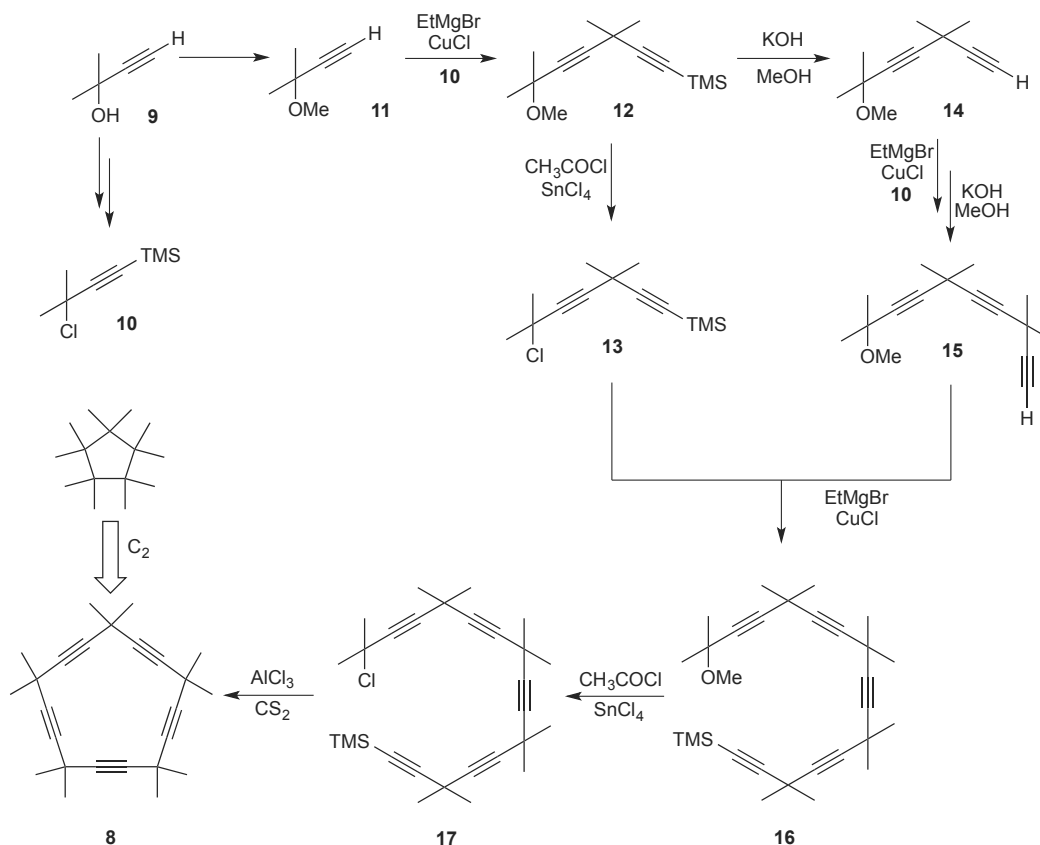 H
OH
9
H
OMe
11
EtMgBr
CuCl
10
OMe
TMS
12
KOH
MeOH
OMe
H
14
TMS
Cl
10
CH₃COCl
SnCl₄
EtMgBr
CuCl
10
KOH
MeOH
Cl
TMS
13
OMe
H
15
EtMgBr
CuCl
C₂
8
AlCl₃
CS₂
Cl
TMS
17
CH₃COCl
SnCl₄
OMe
TMS
16